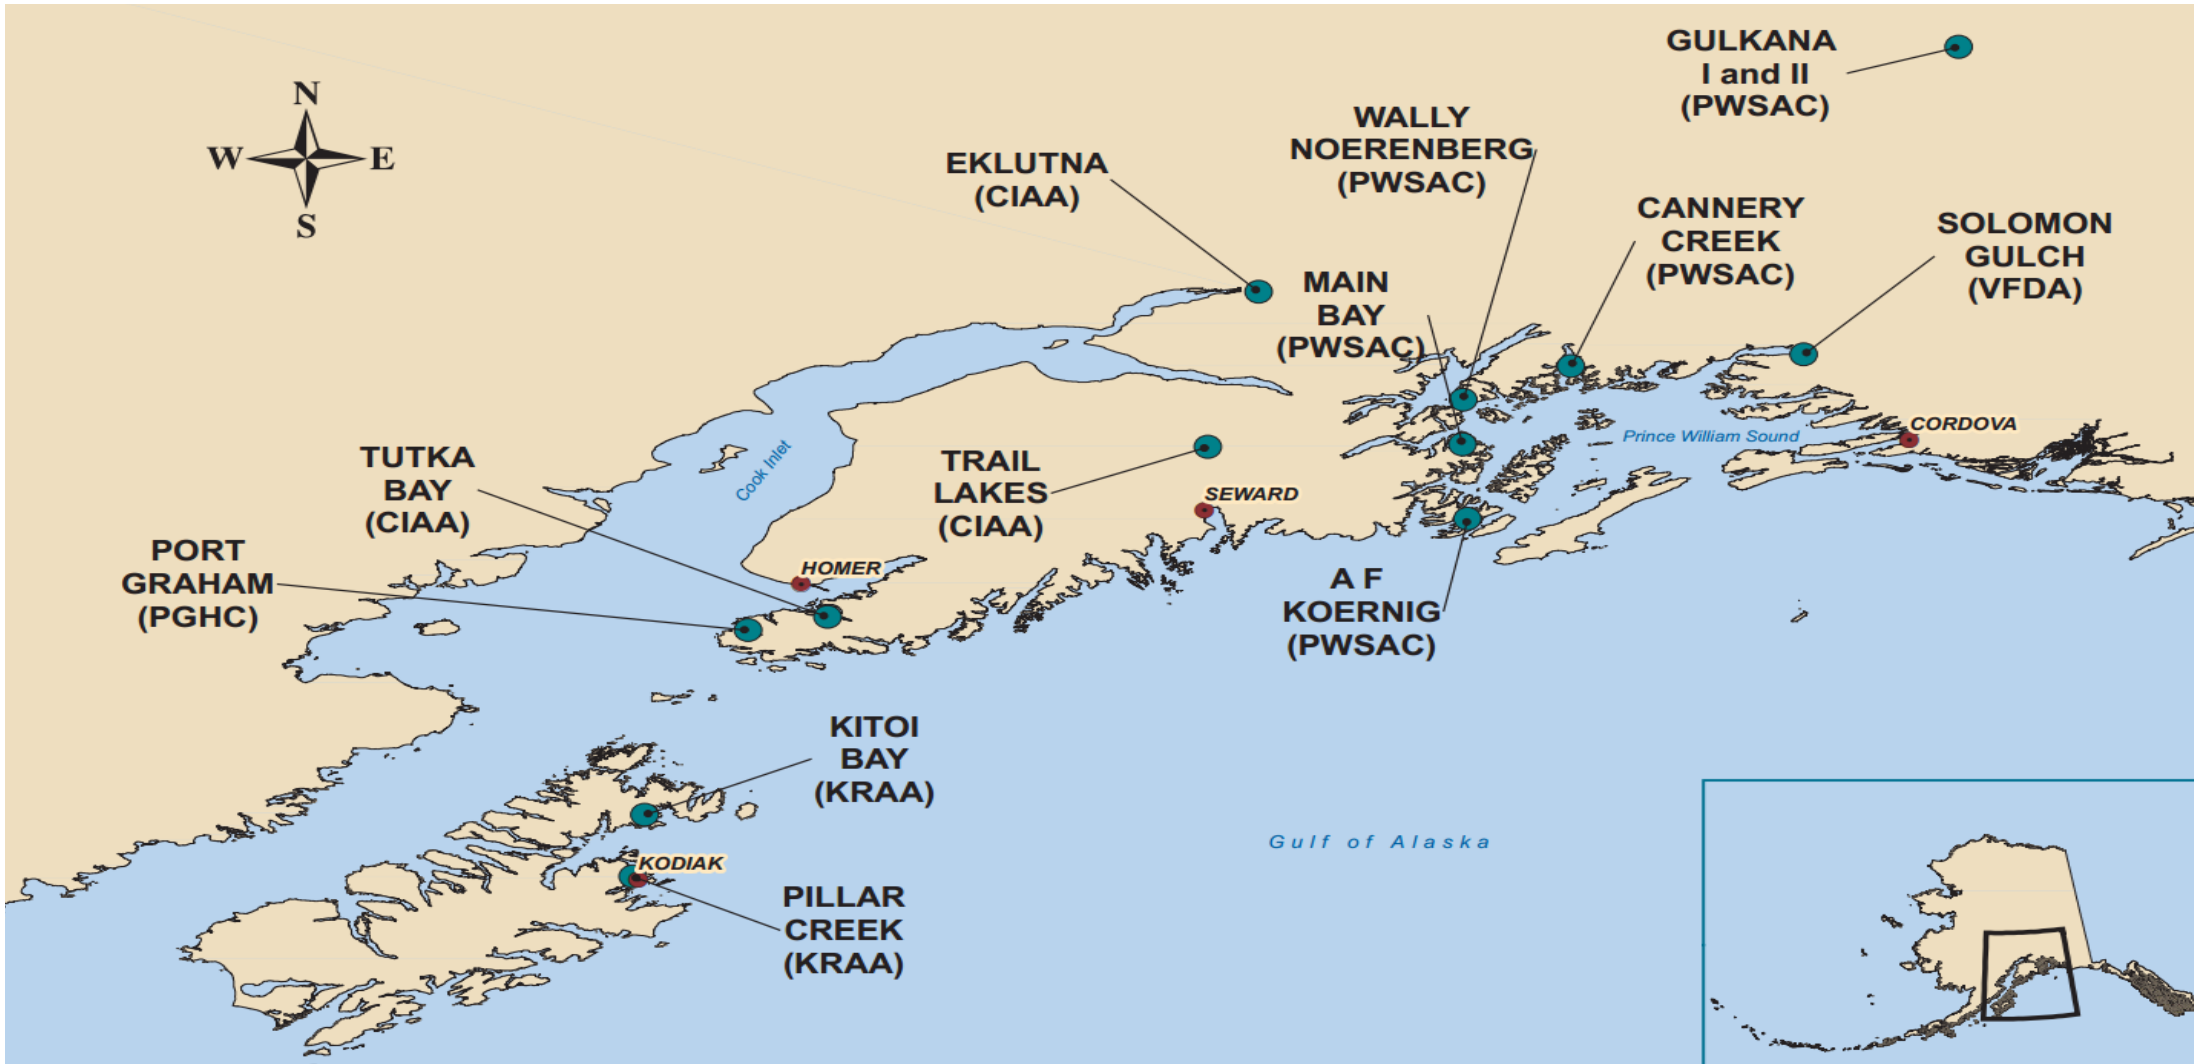 N
W
E
S
GULKANA
I and II
(PWSAC)
WALLY
NOERENBERG
(PWSAC)
EKLUTNA
(CIAA)
CANNERY
CREEK
(PWSAC)
SOLOMON
GULCH
(VFDA)
MAIN
BAY
(PWSAC)
TUTKA
BAY
(CIAA)
Cook Inlet
TRAIL
LAKES
(CIAA)
SEWARD
Prince William Sound
CORDOVA
PORT
GRAHAM
(PGHC)
HOMER
A F
KOERNIG
(PWSAC)
KITOI
BAY
(KRAA)
KODIAK
PILLAR
CREEK
(KRAA)
Gulf of Alaska